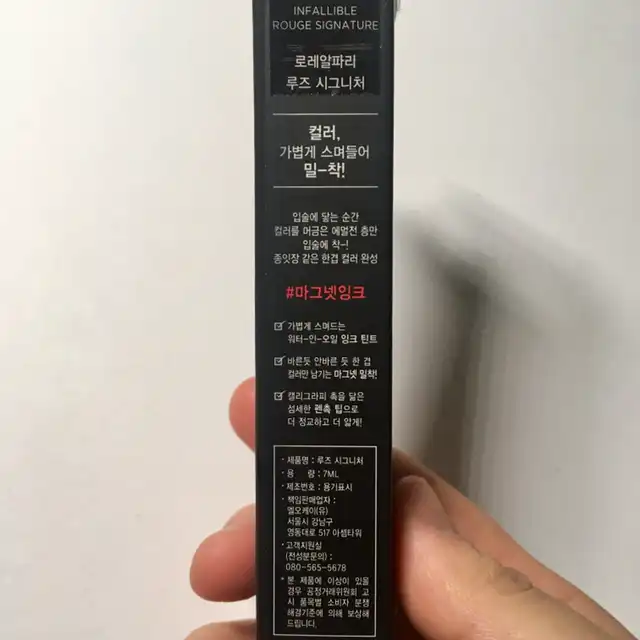 INFALLIBLE
ROUGE SIGNATURE
로레알파리
루즈 시그니처
컬러,
가볍게 스며들어
밀-착!
입술에 닿는 순간
컬러를 머금은 에멀전 층만
입술에 착-!
종잇장 같은 한겹 컬러 완성
#마그넷잉크
가볍게 스며드는
워터-인-오일 잉크 틴트
바른듯 안바른 듯 한 겹
컬러만 남기는 마그넷 밀착!
캘리그라피 촉을 닮은
섬세한 펜촉 팁으로
더 정교하고 더 얇게!
· 제품명 : 루즈 시그니처
· 용 량 : 7ML
· 제조번호 : 용기표시
· 책임판매업자 :
엘오케이(유)
서울시 강남구
영동대로 517 아셈타워
· 고객지원실
(전성분문의) :
080-565-5678
* 본 제품에 이상이 있을
경우 공정거래위원회 고
시 품목별 소비자 분쟁
해결기준에 의해 보상해
드립니다.